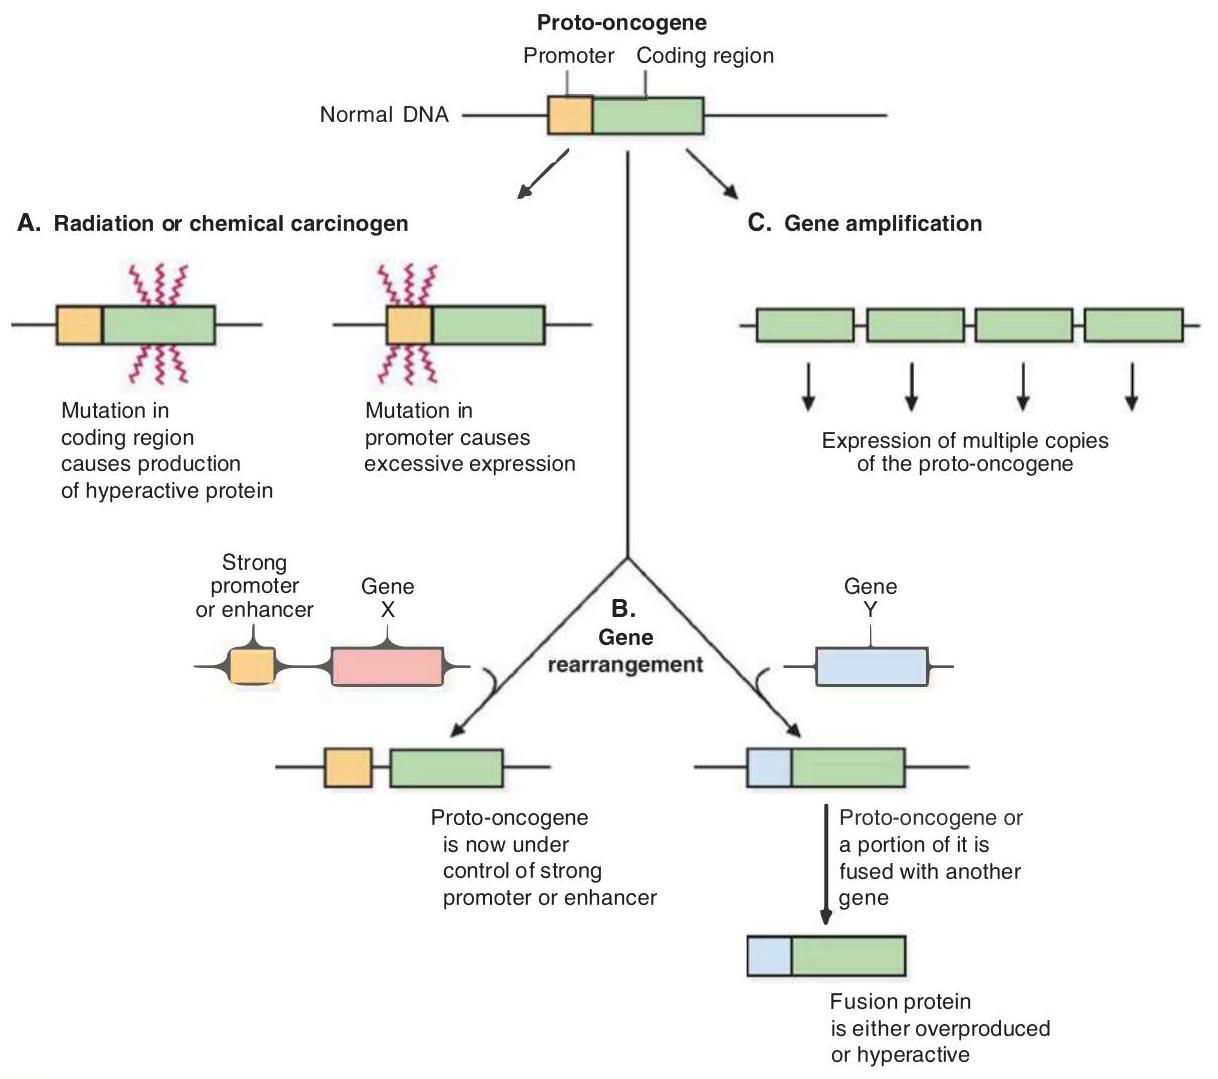 Proto-oncogene
Promoter Coding region
Normal DNA
A. Radiation or chemical carcinogen
C. Gene amplification
Mutation in
coding region
causes production
of hyperactive protein
Mutation in
promoter causes
excessive expression
Expression of multiple copies
of the proto-oncogene
Strong
promoter
or enhancer
Gene
X
B.
Gene
rearrangement
Gene
Y
Proto-oncogene
is now under
control of strong
promoter or enhancer
Proto-oncogene or
a portion of it is
fused with another
gene
Fusion protein
is either overproduced
or hyperactive